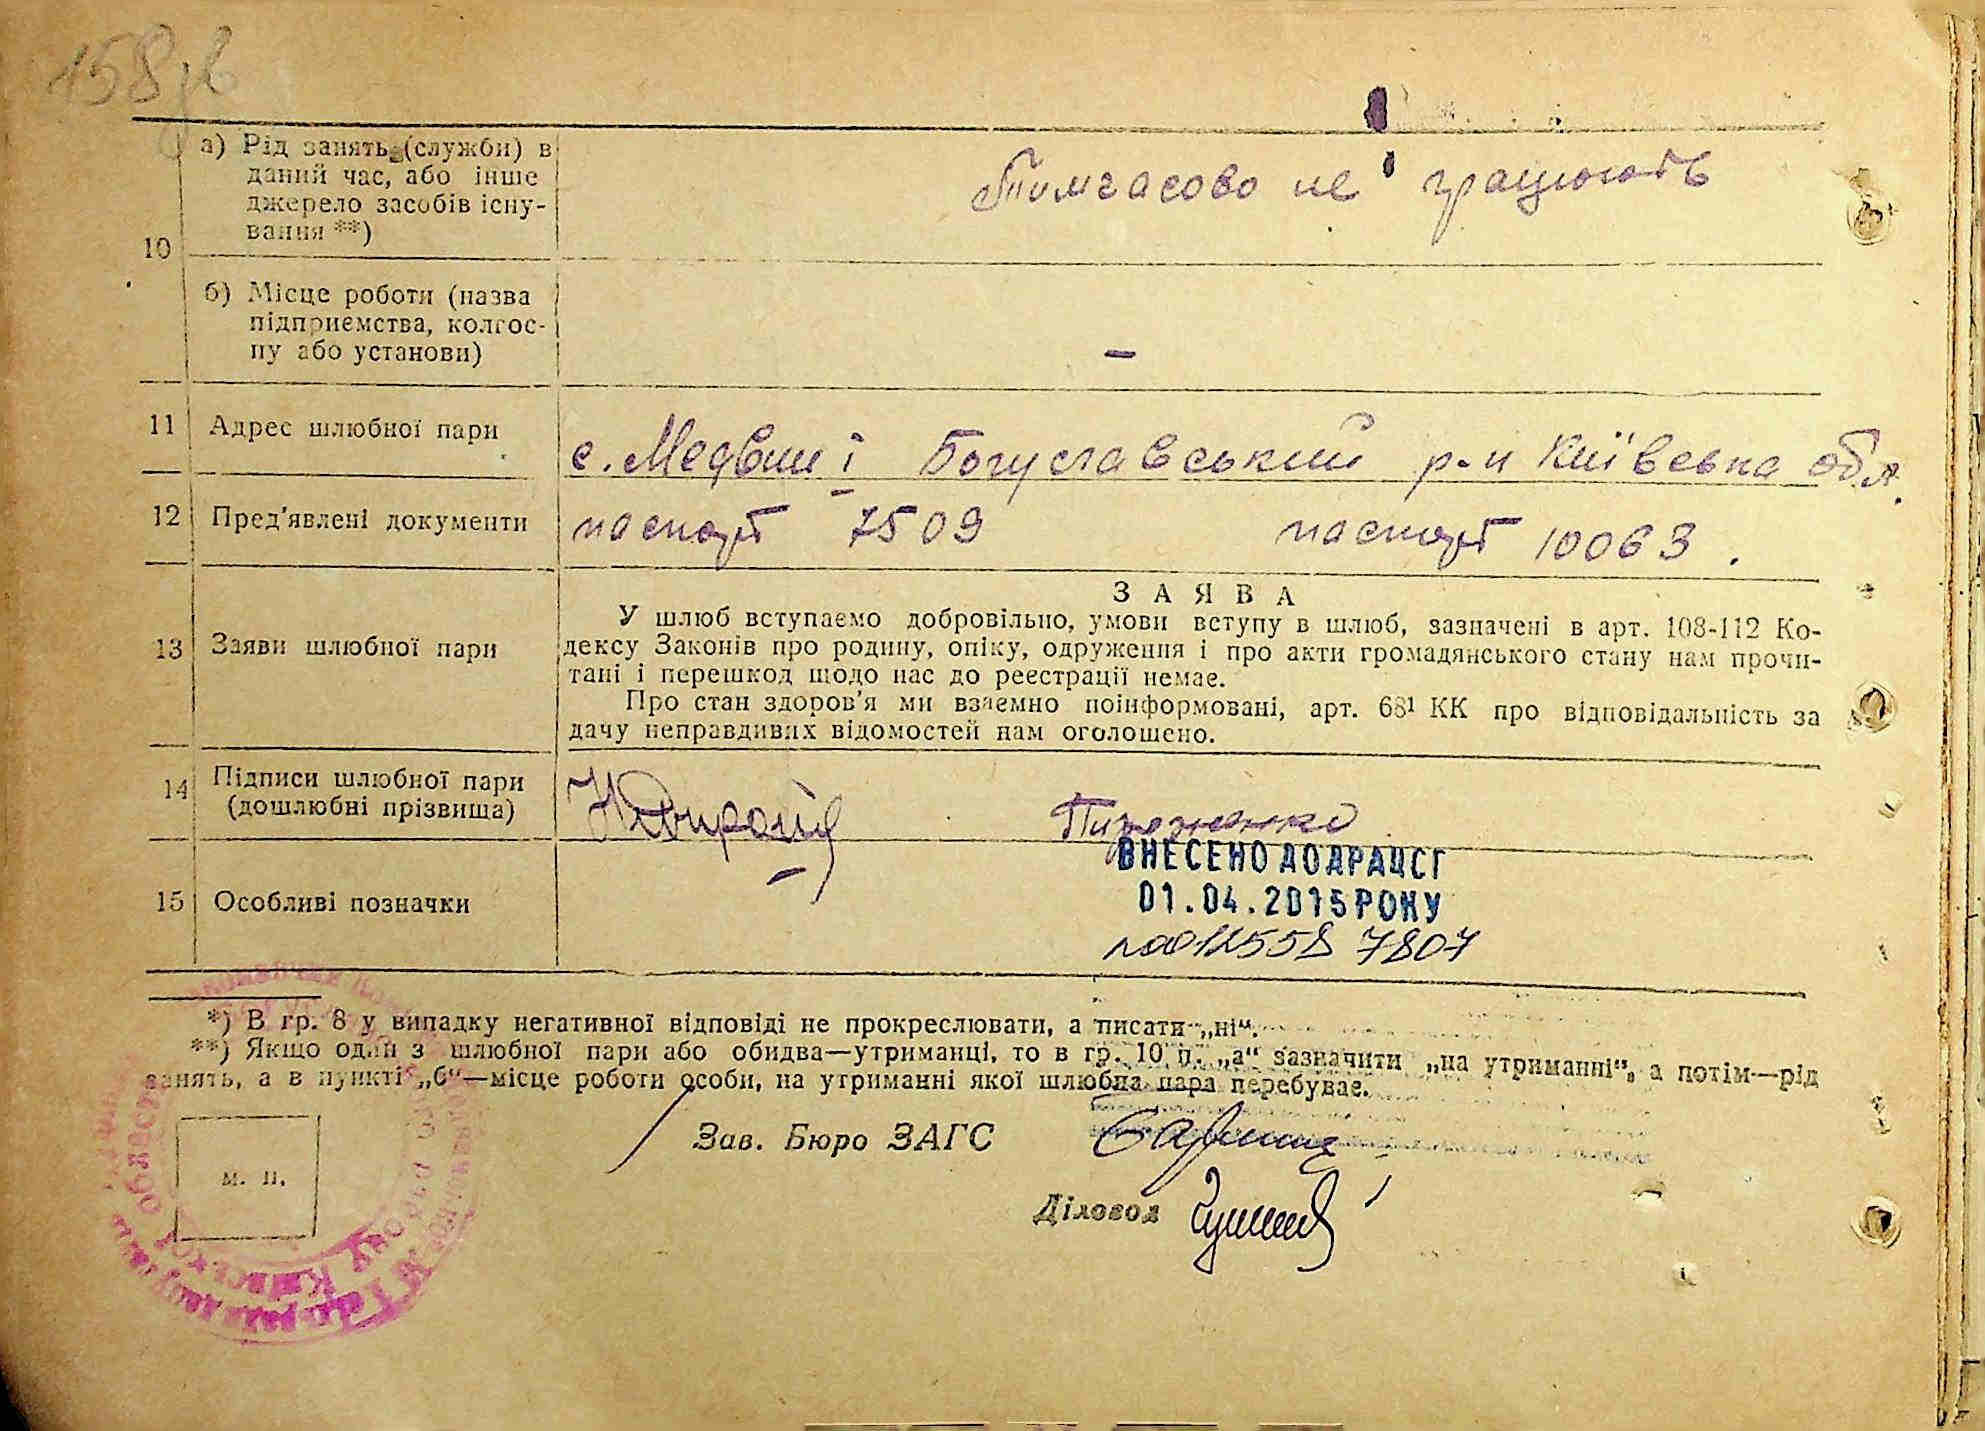 158 зв
а) Рід занять (служби) в
даний час, або інше
джерело засобів існу-
вання **)
Тимчасово не працюють
10
б) Місце роботи (назва
підприємства, колгос-
пу або установи)
—
11 Адрес шлюбної пари
с. Медвин і Богуславський р-н Київська обл.
12 Пред'явлені документи паспорт 7509 паспорт 10063.
ЗАЯВА
13 Заяви шлюбної пари
У шлюб вступаємо добровільно, умови вступу в шлюб, зазначені в арт. 108-112 Ко-
дексу Законів про родину, опіку, одруження і про акти громадянського стану нам прочи-
тані і перешкод щодо нас до реєстрації немає.
Про стан здоров'я ми взаємно поінформовані, арт. 68¹ КК про відповідальність за
дачу неправдивих відомостей нам оголошено.
14 Підписи шлюбної пари
(дошлюбні прізвища)
ВНЕСЕНО ДО ДРАЦСГ
01.04.2015 РОКУ
15 Особливі позначки
7807
*) В гр. 8 у випадку негативної відповіді не прокреслювати, а писати „ні“.
**) Якщо один з шлюбної пари або обидва—утриманці, то в гр. 10 п. „а“ зазначити „на утриманні“, а потім—рід
занять, а в пункті „б“—місце роботи особи, на утриманні якої шлюбна пара перебуває.
Зав. Бюро ЗАГС
м. п.
Діловод